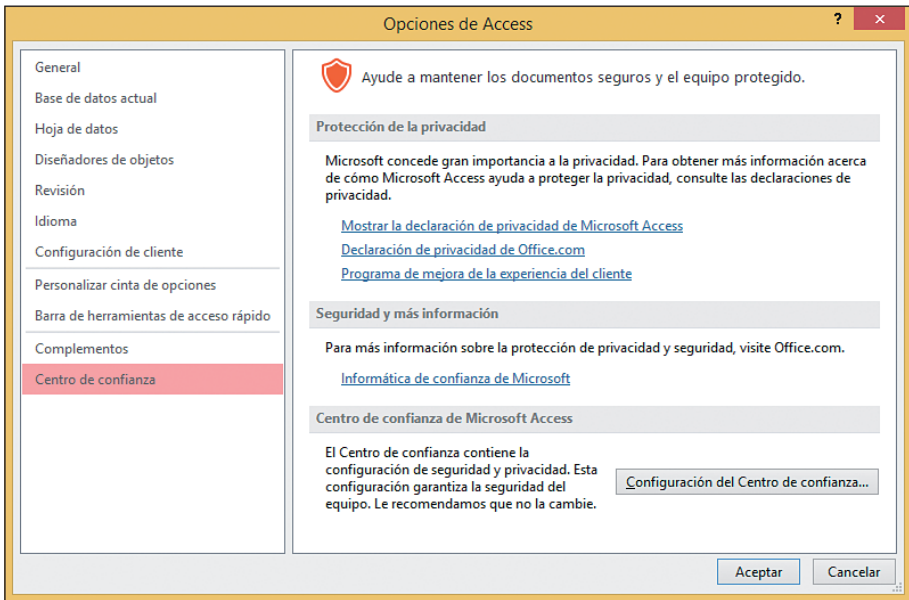 Opciones de Access
?
General
Base de datos actual
Hoja de datos
Diseñadores de objetos
Revisión
Idioma
Configuración de cliente
Personalizar cinta de opciones
Barra de herramientas de acceso rápido
Complementos
Centro de confianza
Ayude a mantener los documentos seguros y el equipo protegido.
Protección de la privacidad
Microsoft concede gran importancia a la privacidad. Para obtener más información acerca
de cómo Microsoft Access ayuda a proteger la privacidad, consulte las declaraciones de
privacidad.
Mostrar la declaración de privacidad de Microsoft Access
Declaración de privacidad de Office.com
Programa de mejora de la experiencia del cliente
Seguridad y más información
Para más información sobre la protección de privacidad y seguridad, visite Office.com.
Informática de confianza de Microsoft
Centro de confianza de Microsoft Access
El Centro de confianza contiene la
configuración de seguridad y privacidad. Esta
configuración garantiza la seguridad del
equipo. Le recomendamos que no la cambie.
Configuración del Centro de confianza...
Aceptar
Cancelar